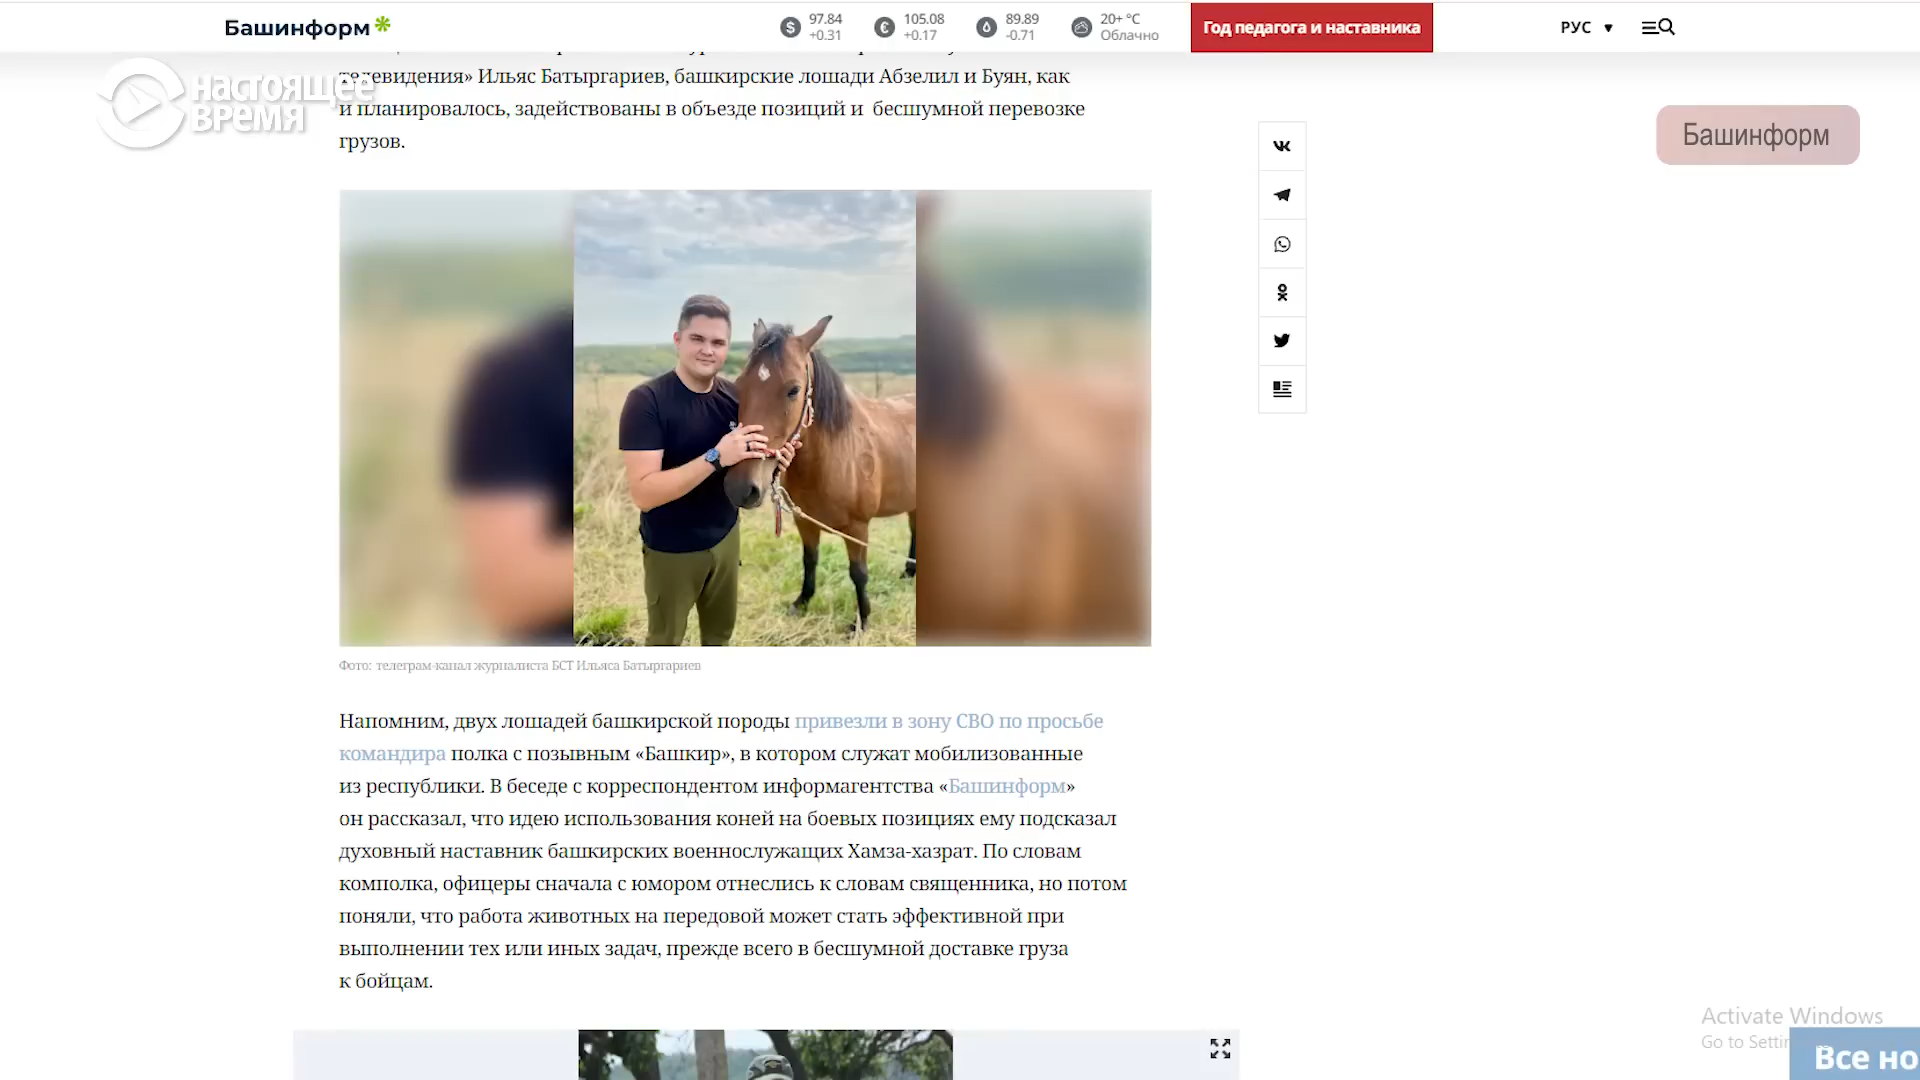 Башинформ
97.84
+0.31
105.08
+0.17
89.89
-0.71
20+ °C
Облачно
Год педагога и наставника
РУС
настоящее
время
Башинформ
телевидения» Ильяс Батыргариев, башкирские лошади Абзелил и Буян, как
и планировалось, задействованы в объезде позиций и бесшумной перевозке
грузов.
Фото: телеграм-канал журналиста БСТ Ильяса Батыргариев
Напомним, двух лошадей башкирской породы привезли в зону СВО по просьбе
командира полка с позывным «Башкир», в котором служат мобилизованные
из республики. В беседе с корреспондентом информагентства «Башинформ»
он рассказал, что идею использования коней на боевых позициях ему подсказал
духовный наставник башкирских военнослужащих Хамза-хазрат. По словам
комполка, офицеры сначала с юмором отнеслись к словам священника, но потом
поняли, что работа животных на передовой может стать эффективной при
выполнении тех или иных задач, прежде всего в бесшумной доставке груза
к бойцам.
Activate Windows
Go to Settin
Все но